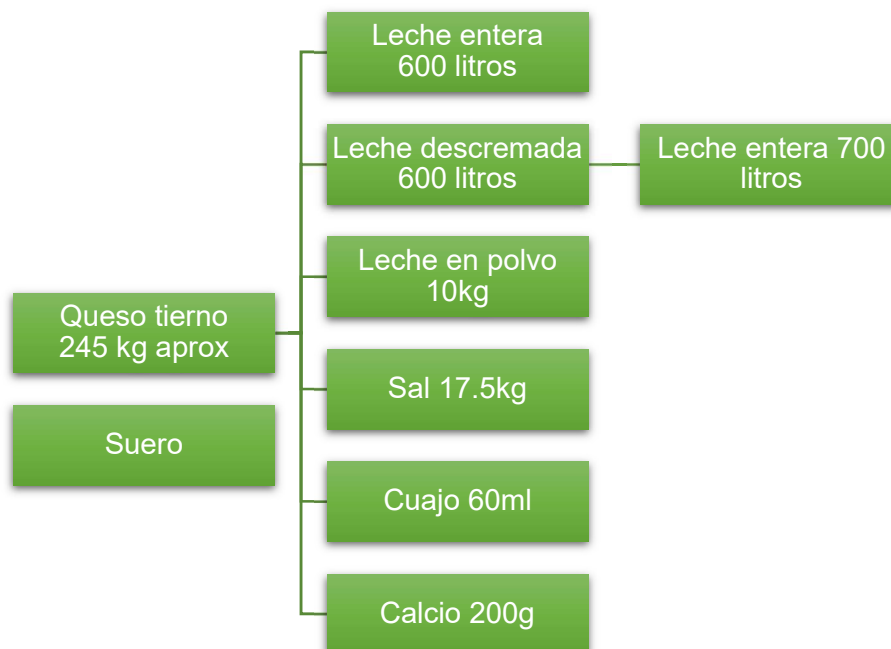 Leche entera
600 litros
Leche descremada
600 litros
Leche entera 700
litros
Leche en polvo
10kg
Queso tierno
245 kg aprox
Sal 17.5kg
Suero
Cuajo 60ml
Calcio 200g